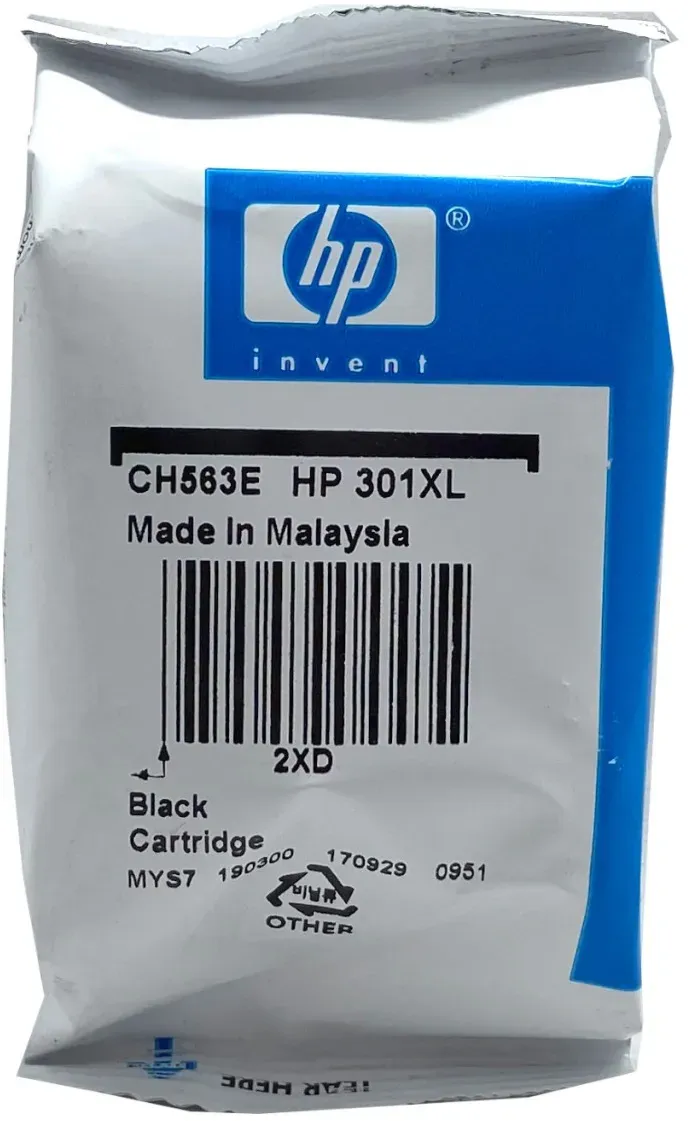 hp ®
invent
CH563E HP 301XL
Made In Malaysia
2XD
Black
Cartridge
MYS7 190300 170929 0951
비닐류
OTHER
TEAR HERE